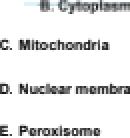 B. Cytoplasm
C. Mitochondria
D. Nuclear membra
E. Peroxisome